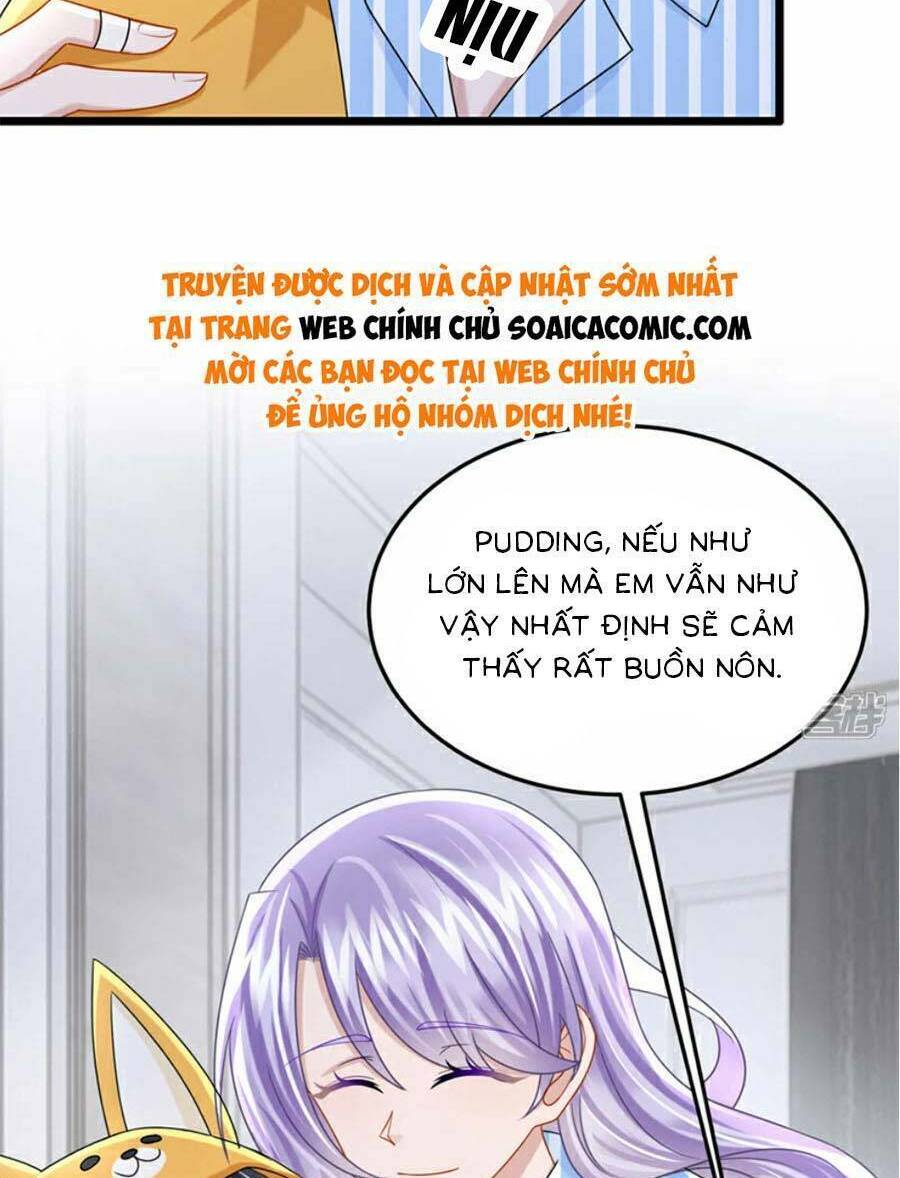 NỊU
TRUYỆN ĐƯỢC DỊCH VÀ CẬP NHẬT SỚM NHẤT
TẠI TRANG WEB CHÍNH CHỦ SOAICACOMIC.COM
MỜI CÁC BẠN ĐỌC TẠI WEB CHÍNH CHỦ
ĐỂ ỦNG HỘ NHÓM DỊCH NHÉ!
PUDDING, NẾU NHƯ
LỚN LÊN MÀ EM VẪN NHƯ
VẬY NHẤT ĐỊNH SẼ CẢM
THẤY RẤT BUỒN NÔN.